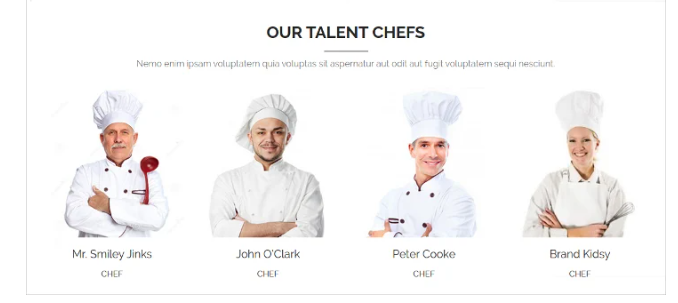 OUR TALENT CHEFS
Nemo enim ipsam voluptatem quia voluptas sit aspernatur aut odit aut fugit voluptatem sequi nesciunt.
Mr. Smiley Jinks
John O'Clark
Peter Cooke
Brand Kidsy
CHEF
CHEF
CHEF
CHEF